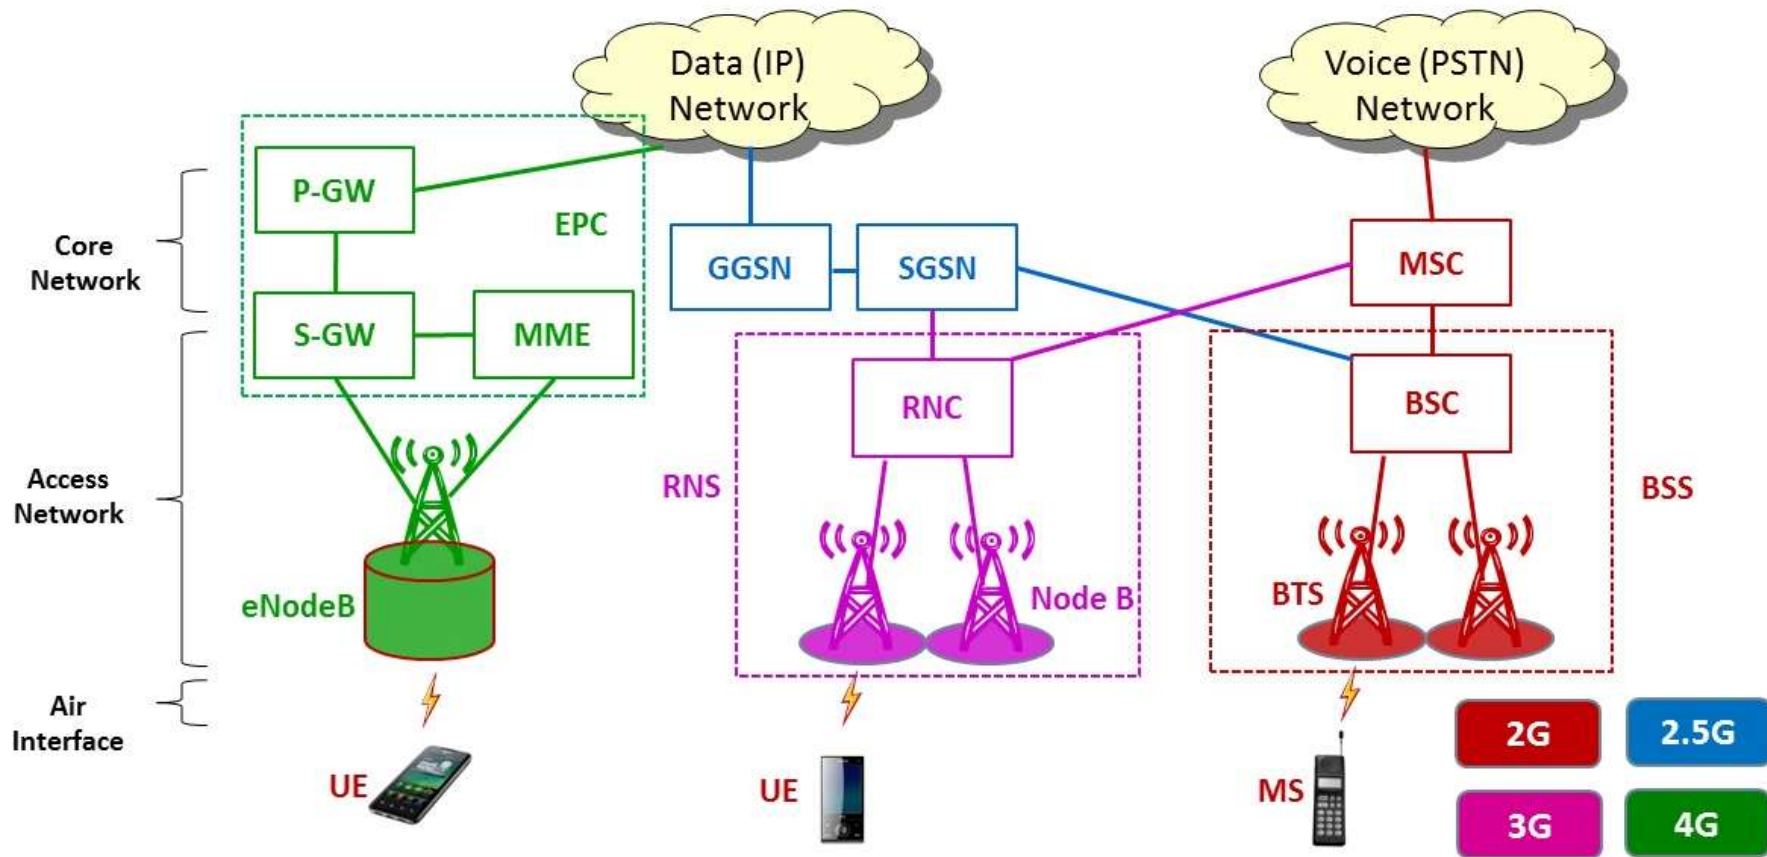 Data (IP)
Network
Voice (PSTN)
Network
P-GW
EPC
GGSN
SGSN
MSC
Core
Network
S-GW
MME
RNC
BSC
RNS
BSS
Access
Network
eNodeB
Node B
BTS
Air
Interface
UE
UE
MS
2G
2.5G
3G
4G